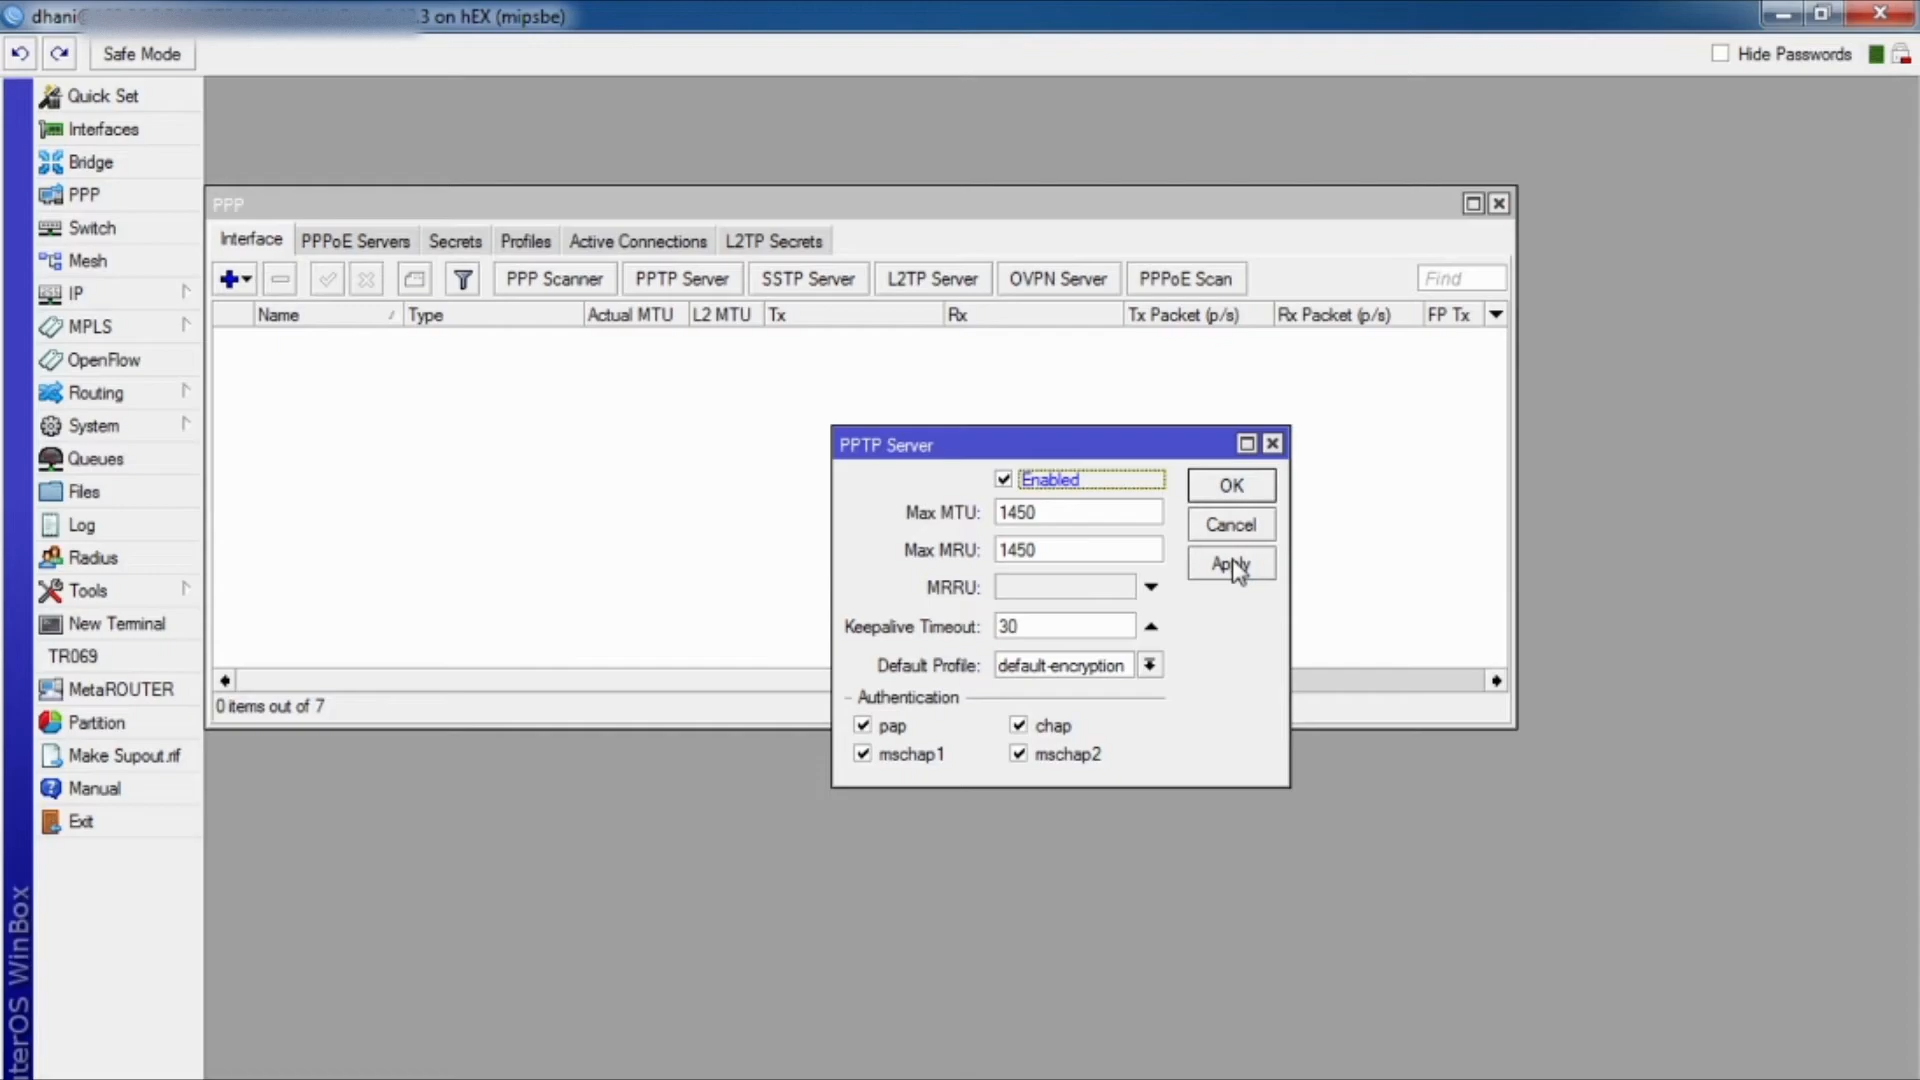 dhani@ .3 on hEX (mipsbe)
Safe Mode
Hide Passwords
Quick Set
Interfaces
Bridge
PPP
Switch
Mesh
IP
MPLS
OpenFlow
Routing
System
Queues
Files
Log
Radius
Tools
New Terminal
TR069
MetaROUTER
Partition
Make Supout.rif
Manual
Exit
iterOS WinBox
PPP
Interface PPPoE Servers Secrets Profiles Active Connections L2TP Secrets
PPP Scanner PPTP Server SSTP Server L2TP Server OVPN Server PPPoE Scan Find
Name Type Actual MTU L2 MTU Tx Rx Tx Packet (p/s) Rx Packet (p/s) FP Tx
0 items out of 7
PPTP Server
Enabled
OK
Max MTU: 1450
Cancel
Max MRU: 1450
Apply
MRRU:
Keepalive Timeout: 30
Default Profile: default-encryption
Authentication
pap chap
mschap1 mschap2